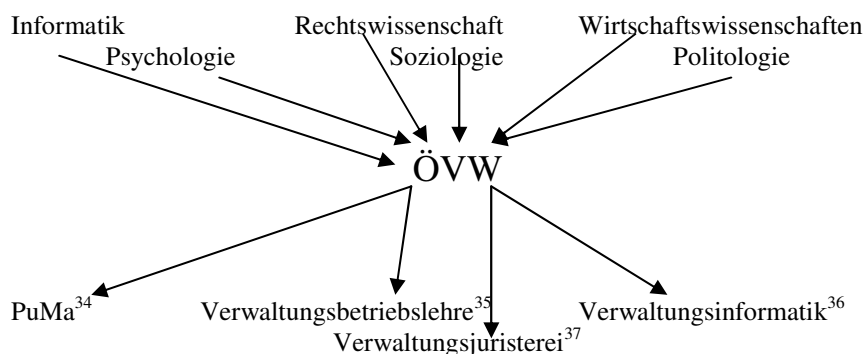 Informatik Rechtswissenschaft Wirtschaftswissenschaften
Psychologie Soziologie Politologie
ÖVW
PuMa³⁴ Verwaltungsbetriebslehre³⁵ Verwaltungsinformatik³⁶
Verwaltungsjuristerei³⁷